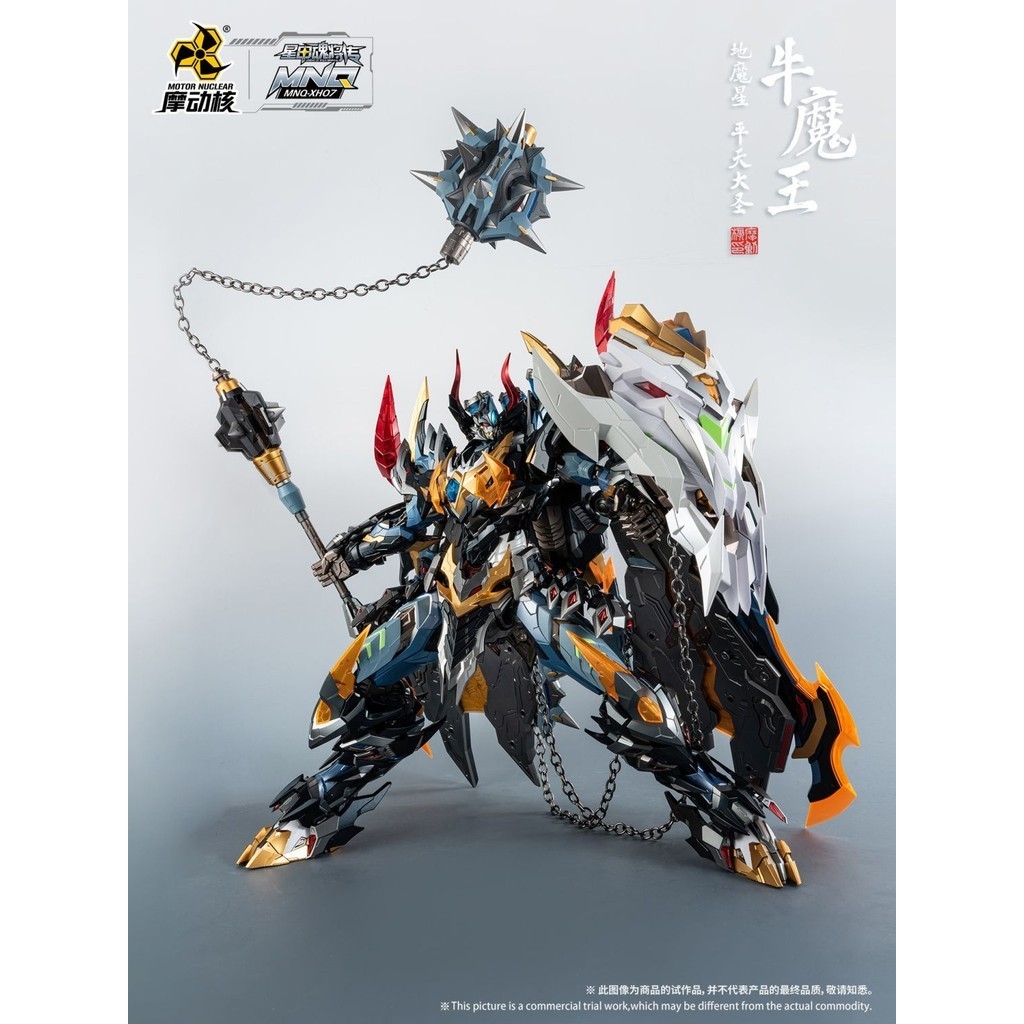 MOTOR NUCLEAR
摩动核
星甲魂将传
MNQ
MNQ-XH07
牛魔王
地魔星 平天大圣
※ 此图像为商品的试作品,并不代表产品的最终品质,敬请知悉。
※This picture is a commercial trial work,which may be different from the actual commodity.